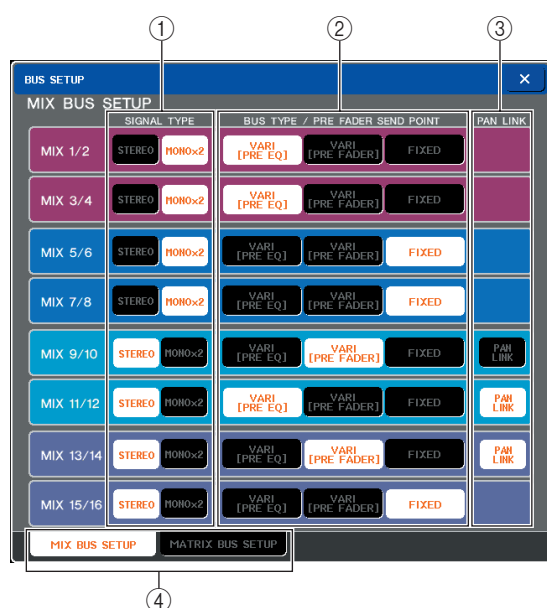 ① ② ③
BUS SETUP ×
MIX BUS SETUP
SIGNAL TYPE BUS TYPE / PRE FADER SEND POINT PAN LINK
MIX 1/2 STEREO MONO×2 VARI [PRE EQ] VARI [PRE FADER] FIXED
MIX 3/4 STEREO MONO×2 VARI [PRE EQ] VARI [PRE FADER] FIXED
MIX 5/6 STEREO MONO×2 VARI [PRE EQ] VARI [PRE FADER] FIXED
MIX 7/8 STEREO MONO×2 VARI [PRE EQ] VARI [PRE FADER] FIXED
MIX 9/10 STEREO MONO×2 VARI [PRE EQ] VARI [PRE FADER] FIXED PAN LINK
MIX 11/12 STEREO MONO×2 VARI [PRE EQ] VARI [PRE FADER] FIXED PAN LINK
MIX 13/14 STEREO MONO×2 VARI [PRE EQ] VARI [PRE FADER] FIXED PAN LINK
MIX 15/16 STEREO MONO×2 VARI [PRE EQ] VARI [PRE FADER] FIXED
MIX BUS SETUP MATRIX BUS SETUP
④